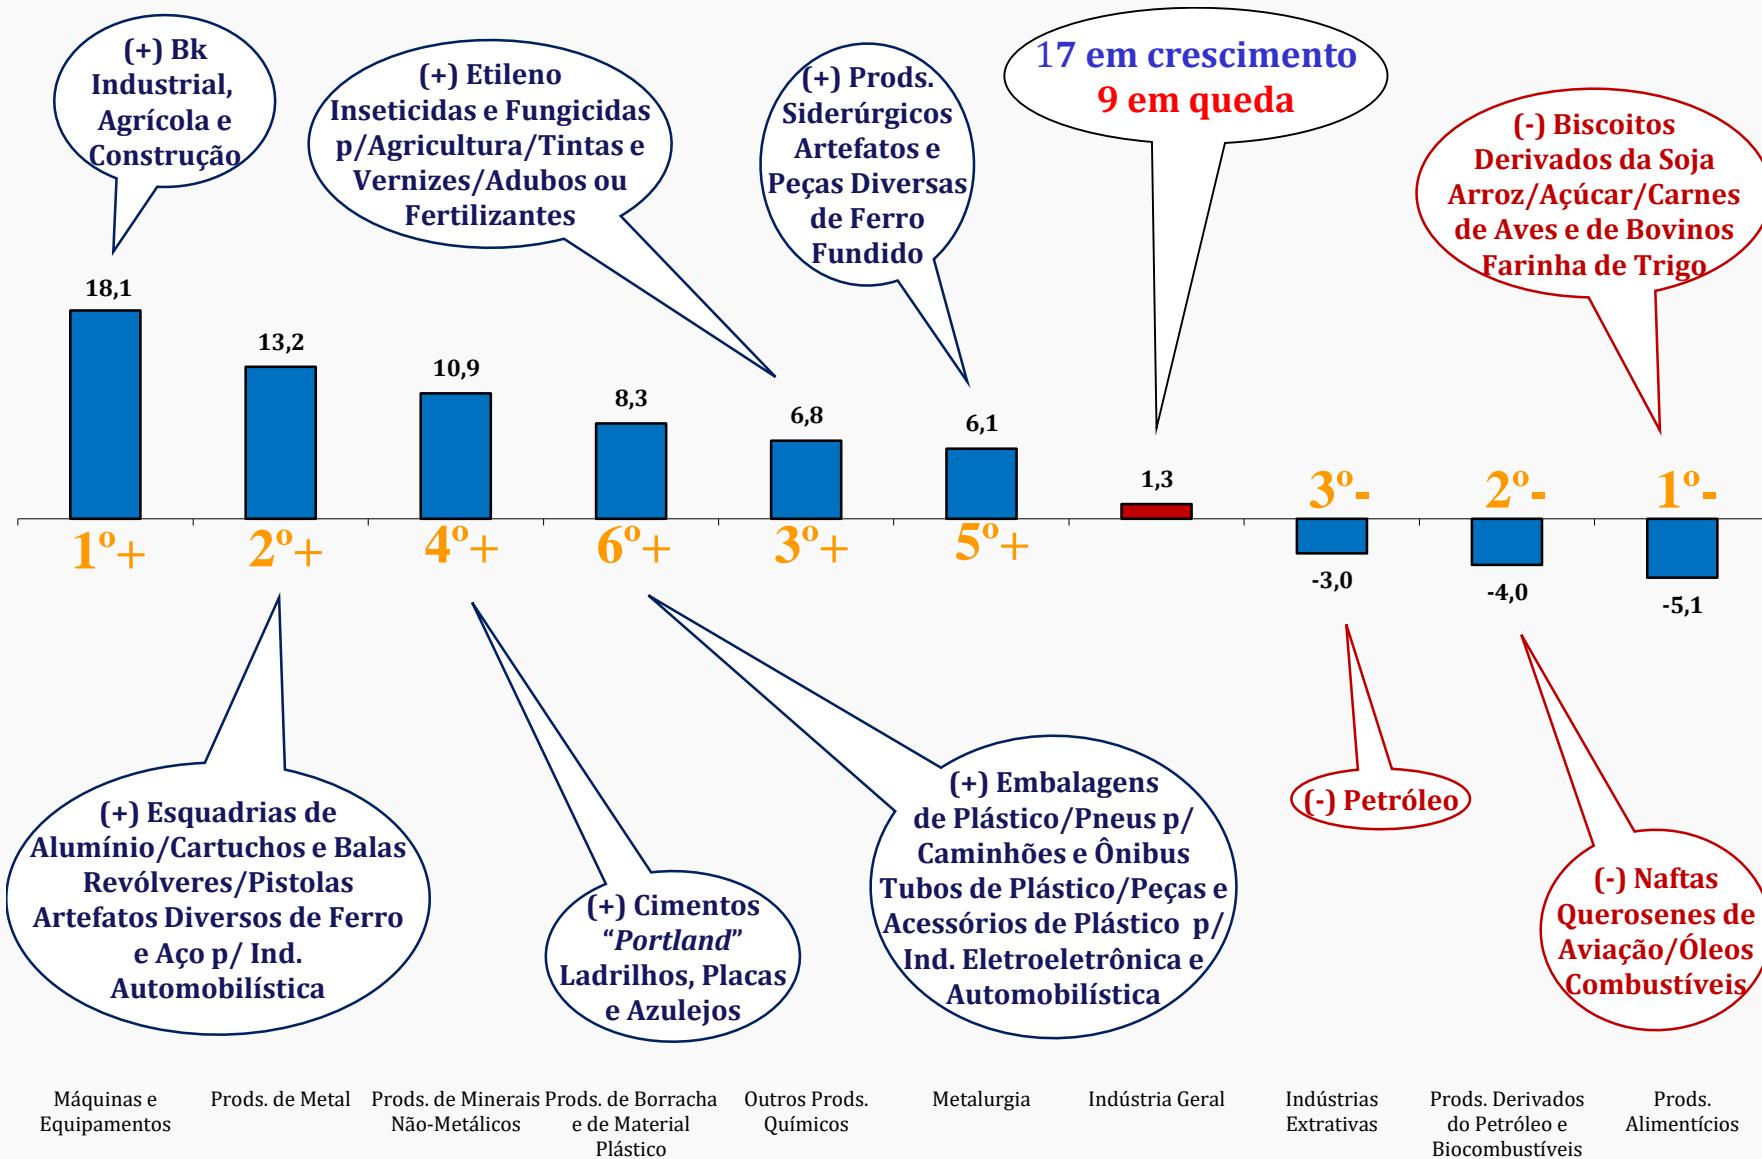 (+) Bk
Industrial,
Agrícola e
Construção
(+) Etileno
Inseticidas e Fungicidas
p/Agricultura/Tintas e
Vernizes/Adubos ou
Fertilizantes
(+) Prods.
Siderúrgicos
Artefatos e
Peças Diversas
de Ferro
Fundido
17 em crescimento
9 em queda
(-) Biscoitos
Derivados da Soja
Arroz/Açúcar/Carnes
de Aves e de Bovinos
Farinha de Trigo
18,1
13,2
10,9
8,3
6,8
6,1
1,3
3º-
2º-
1º-
1º+
2º+
4º+
6º+
3º+
5º+
-3,0
-4,0
-5,1
(+) Esquadrias de
Alumínio/Cartuchos e Balas
Revólveres/Pistolas
Artefatos Diversos de Ferro
e Aço p/ Ind.
Automobilística
(+) Cimentos
“Portland”
Ladrilhos, Placas
e Azulejos
(+) Embalagens
de Plástico/Pneus p/
Caminhões e Ônibus
Tubos de Plástico/Peças e
Acessórios de Plástico p/
Ind. Eletroeletrônica e
Automobilística
(-) Petróleo
(-) Naftas
Querosenes de
Aviação/Óleos
Combustíveis
Máquinas e
Equipamentos
Prods. de Metal
Prods. de Minerais
Não-Metálicos
Prods. de Borracha
e de Material
Plástico
Outros Prods.
Químicos
Metalurgia
Indústria Geral
Indústrias
Extrativas
Prods. Derivados
do Petróleo e
Biocombustíveis
Prods.
Alimentícios